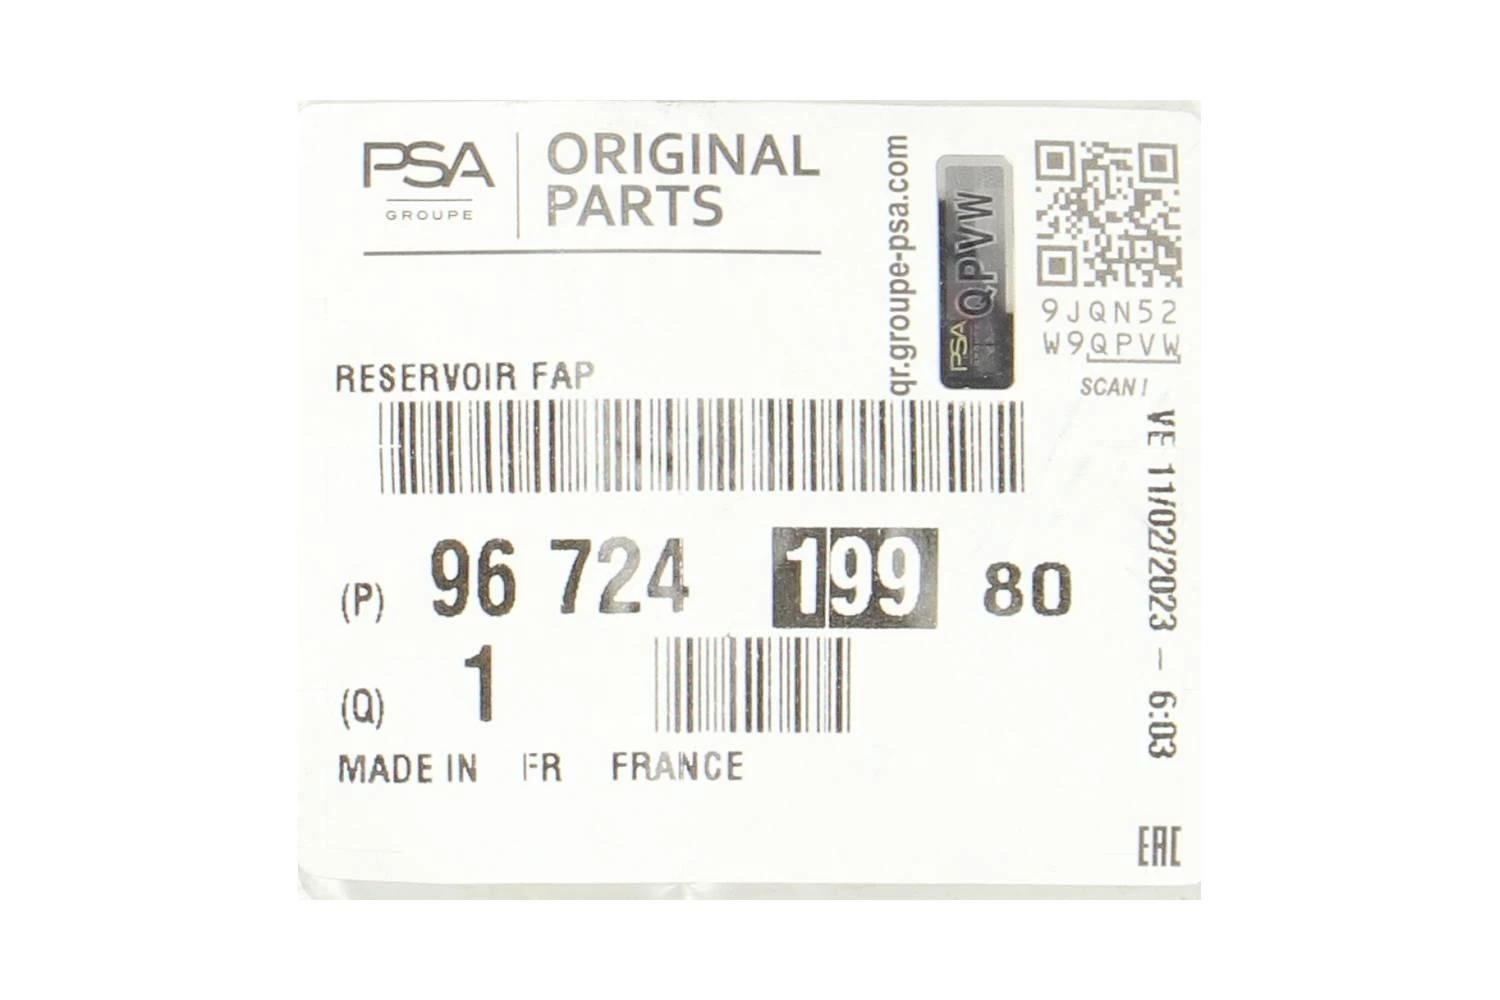 PSA
GROUPE
ORIGINAL
PARTS
qr.groupe-psa.com
PSA QPVW
9JQN52
W9QPVW
SCAN !
RESERVOIR FAP
(P) 96 724 199 80
(Q) 1
MADE IN FR FRANCE
VE 11/02/2023 - 6:03
EAC